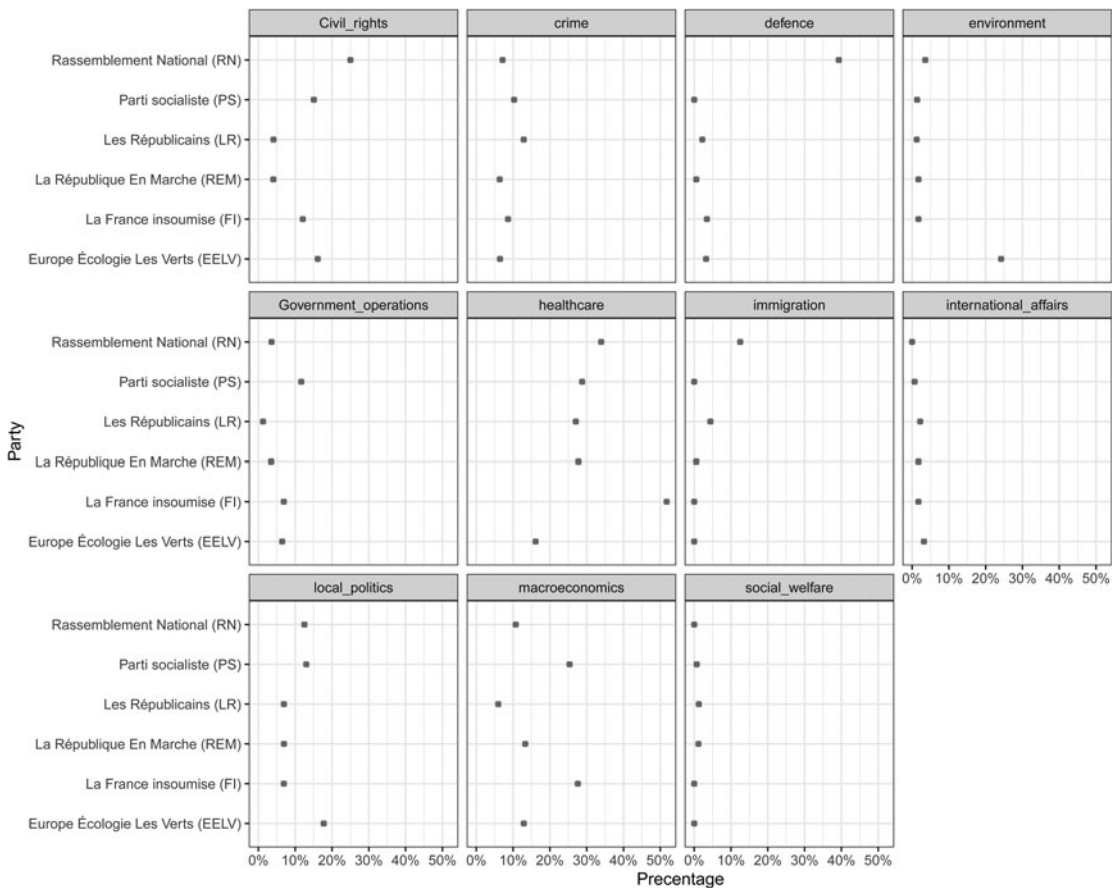 Civil_rights crime defence environment
Rassemblement National (RN)
Parti socialiste (PS)
Les Républicains (LR)
La République En Marche (REM)
La France insoumise (FI)
Europe Écologie Les Verts (EELV)
Government_operations healthcare immigration international_affairs
Rassemblement National (RN)
Parti socialiste (PS)
Les Républicains (LR)
La République En Marche (REM)
La France insoumise (FI)
Europe Écologie Les Verts (EELV)
0% 10% 20% 30% 40% 50%
local_politics macroeconomics social_welfare
Rassemblement National (RN)
Parti socialiste (PS)
Les Républicains (LR)
La République En Marche (REM)
La France insoumise (FI)
Europe Écologie Les Verts (EELV)
0% 10% 20% 30% 40% 50% 0% 10% 20% 30% 40% 50% 0% 10% 20% 30% 40% 50%
Party
Precentage